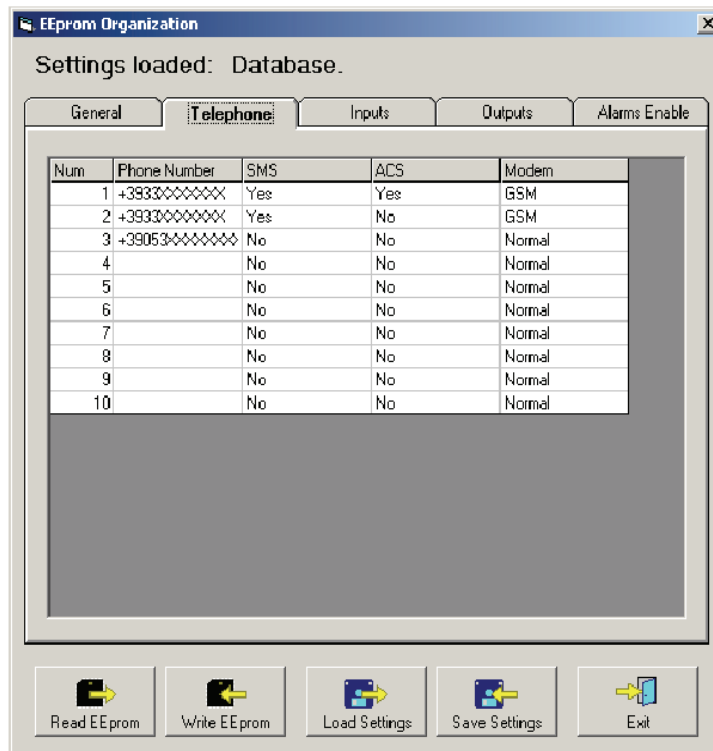 EEprom Organization
Settings loaded: Database.
General Telephone Inputs Outputs Alarms Enable
Num Phone Number SMS ACS Modem
1 +3933XXXXXXX Yes Yes GSM
2 +3933XXXXXXX Yes No GSM
3 +39053XXXXXXXX No No Normal
4 No No Normal
5 No No Normal
6 No No Normal
7 No No Normal
8 No No Normal
9 No No Normal
10 No No Normal
Read EEprom Write EEprom Load Settings Save Settings Exit